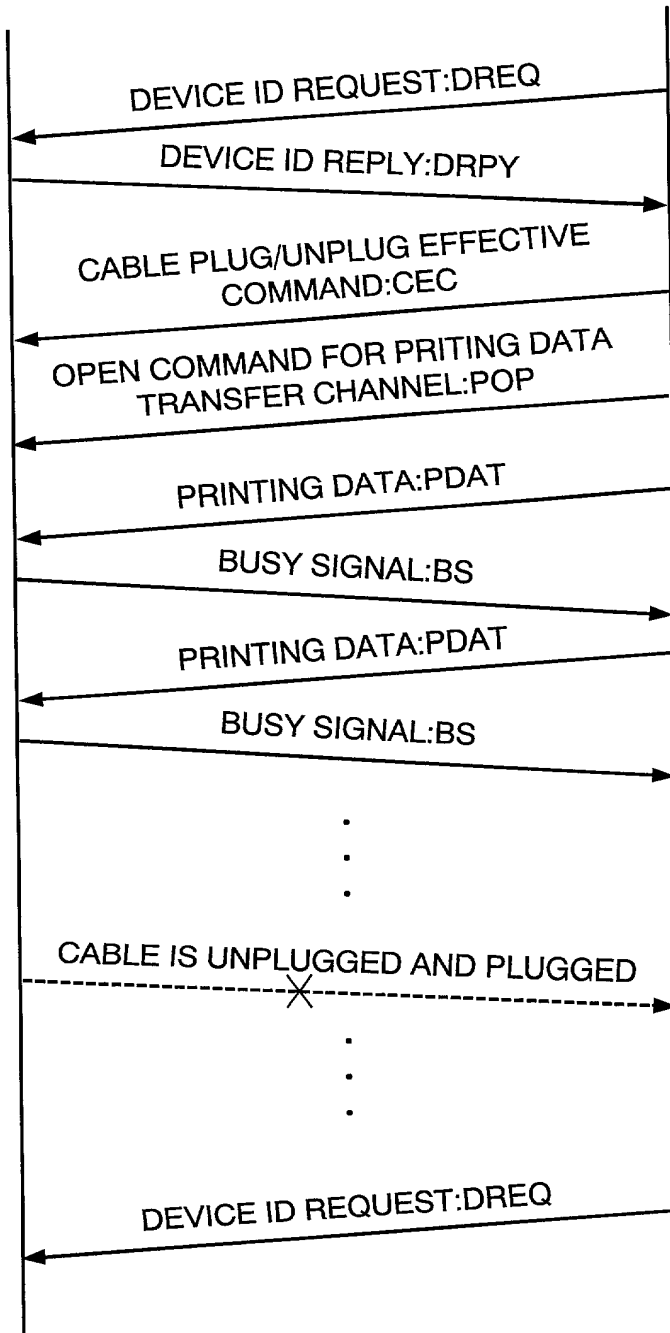 DEVICE ID REQUEST:DREQ
DEVICE ID REPLY:DRPY
CABLE PLUG/UNPLUG EFFECTIVE
COMMAND:CEC
OPEN COMMAND FOR PRITING DATA
TRANSFER CHANNEL:POP
PRINTING DATA:PDAT
BUSY SIGNAL:BS
PRINTING DATA:PDAT
BUSY SIGNAL:BS
CABLE IS UNPLUGGED AND PLUGGED
DEVICE ID REQUEST:DREQ